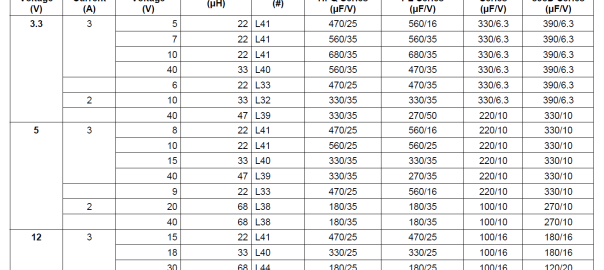 (V) (A) (V) (μH) (#) (μF/V) (μF/V) (μF/V) (μF/V)
3.3 3 5 22 L41 470/25 560/16 330/6.3 390/6.3
7 22 L41 560/35 560/35 330/6.3 390/6.3
10 22 L41 680/35 680/35 330/6.3 390/6.3
40 33 L40 560/35 470/35 330/6.3 390/6.3
6 22 L33 470/25 470/35 330/6.3 390/6.3
2 10 33 L32 330/35 330/35 330/6.3 390/6.3
40 47 L39 330/35 270/50 220/10 330/10
5 3 8 22 L41 470/25 560/16 220/10 330/10
10 22 L41 560/25 560/25 220/10 330/10
15 33 L40 330/35 330/35 220/10 330/10
40 47 L39 330/35 270/35 220/10 330/10
9 22 L33 470/25 560/16 220/10 330/10
2 20 68 L38 180/35 180/35 100/10 270/10
40 68 L38 180/35 180/35 100/10 270/10
12 3 15 22 L41 470/25 470/25 100/16 180/16
18 33 L40 330/25 330/25 100/16 180/16
30 68 L44 180/25 180/25 100/16 120/20